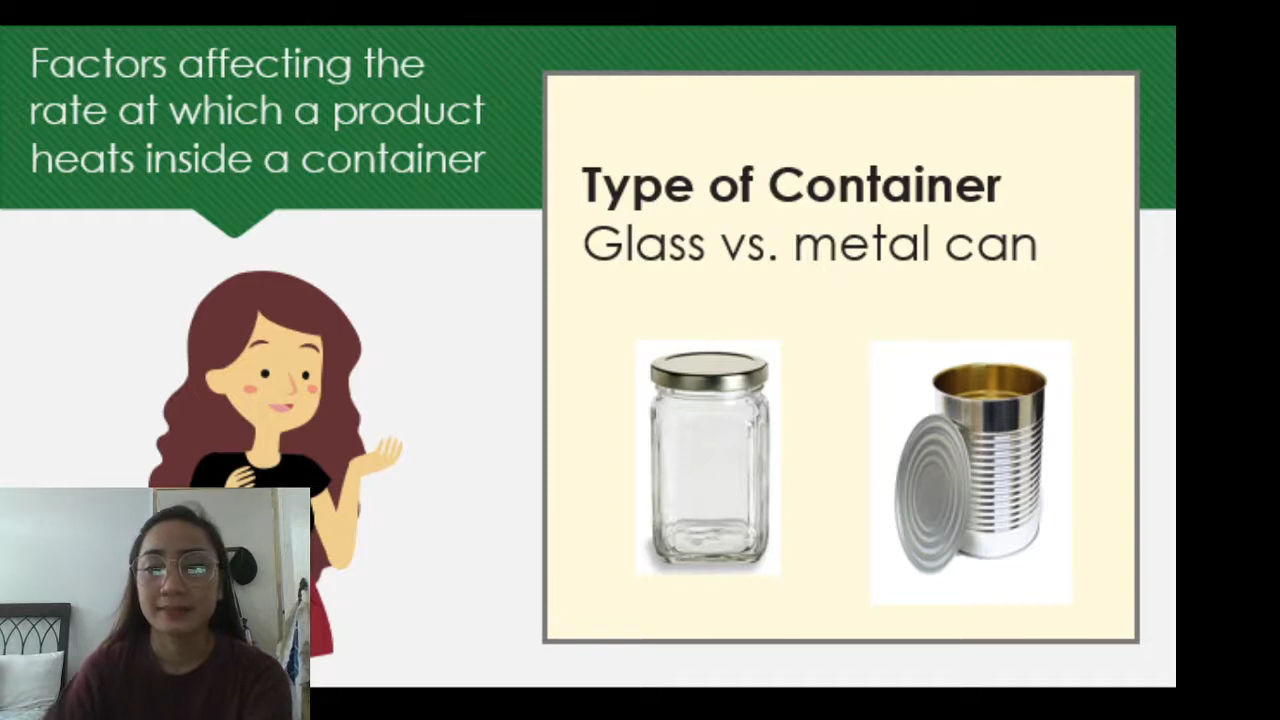 Factors affecting the
rate at which a product
heats inside a container
Type of Container
Glass vs. metal can